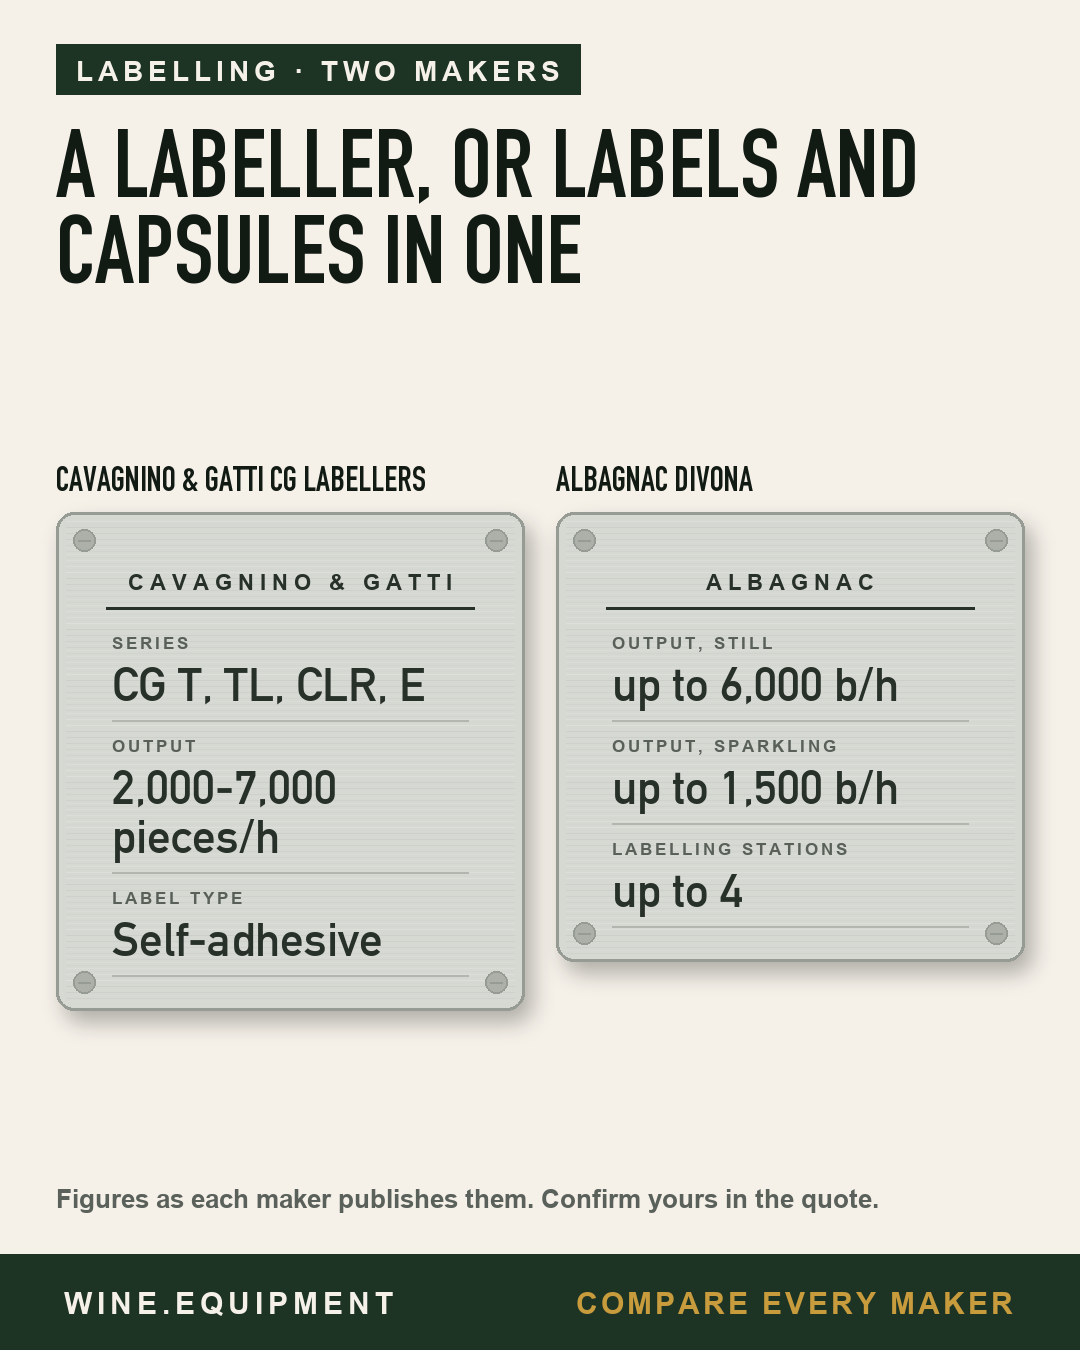 LABELLING · TWO MAKERS
A LABELLER, OR LABELS AND
CAPSULES IN ONE
CAVAGNINO & GATTI CG LABELLERS
CAVAGNINO & GATTI
SERIES
CG T, TL, CLR, E
OUTPUT
2,000-7,000
pieces/h
LABEL TYPE
Self-adhesive
ALBAGNAC DIVONA
ALBAGNAC
OUTPUT, STILL
up to 6,000 b/h
OUTPUT, SPARKLING
up to 1,500 b/h
LABELLING STATIONS
up to 4
Figures as each maker publishes them. Confirm yours in the quote.
WINE.EQUIPMENT
COMPARE EVERY MAKER